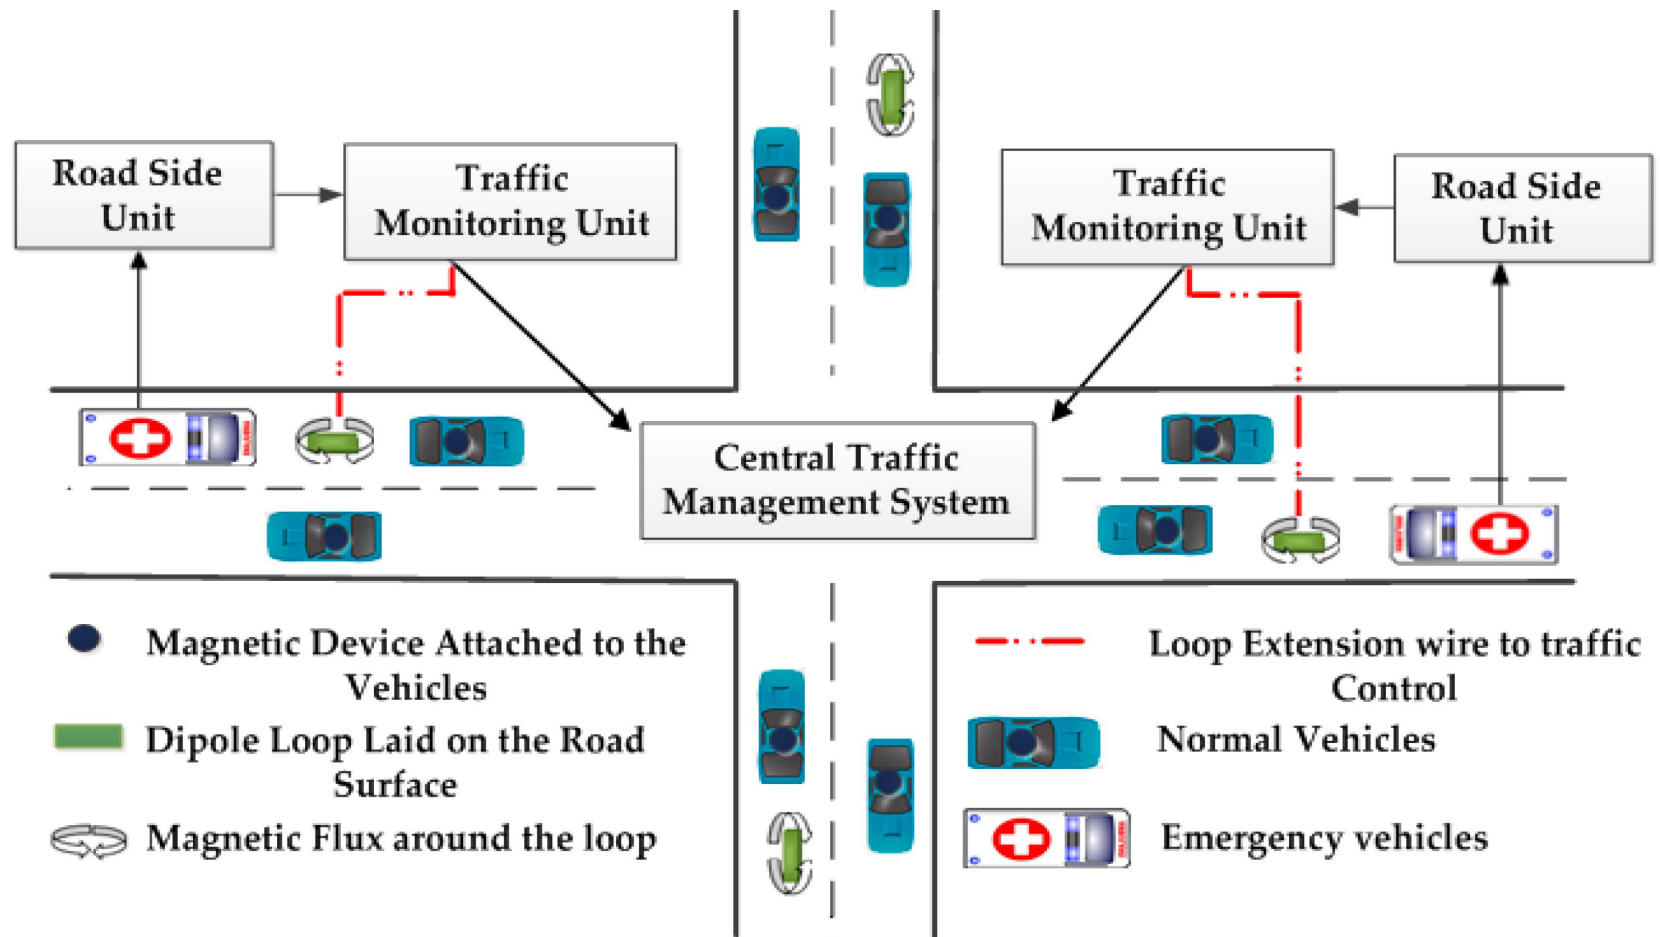 Road Side
Unit
Traffic
Monitoring Unit
Traffic
Monitoring Unit
Road Side
Unit
Central Traffic
Management System
Magnetic Device Attached to the
Vehicles
Dipole Loop Laid on the Road
Surface
Magnetic Flux around the loop
Loop Extension wire to traffic
Control
Normal Vehicles
Emergency vehicles